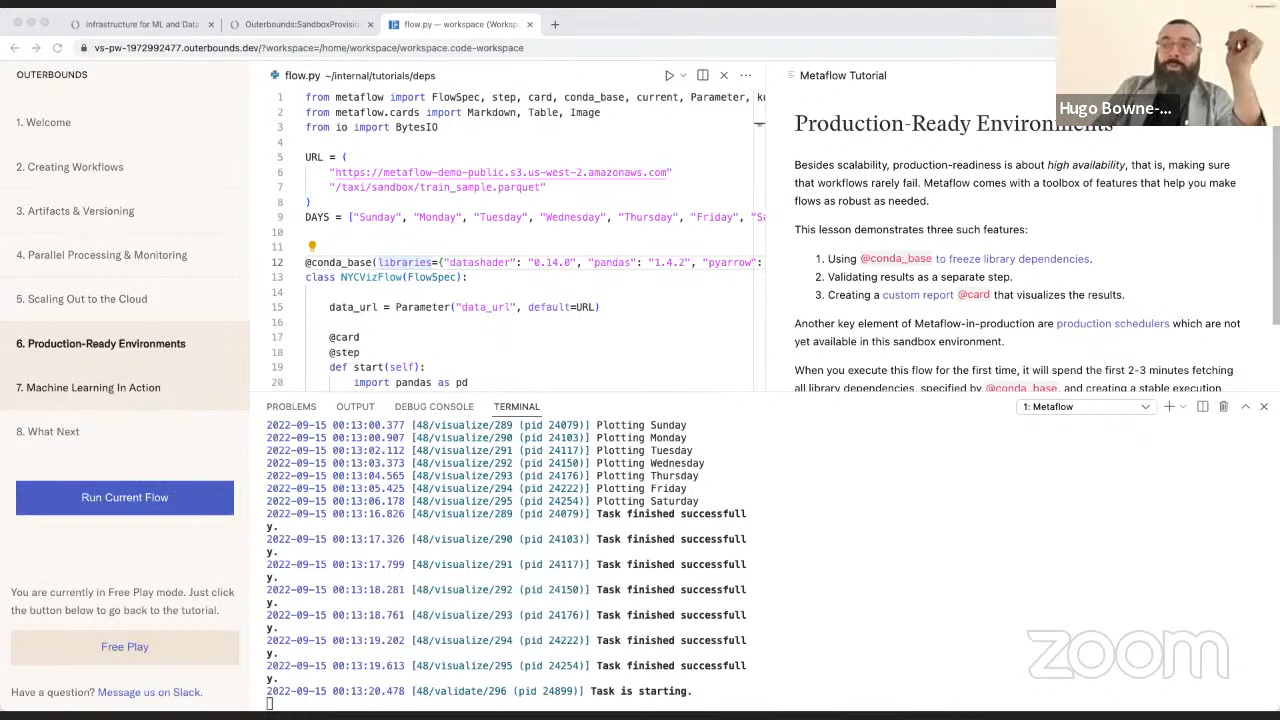 Infrastructure for ML and Data
Outerbounds:SandboxProvision
flow.py — workspace (Worksp
vs-pw-1972992477.outerbounds.dev/?workspace=/home/workspace/workspace.code-workspace
OUTERBOUNDS
1. Welcome
2. Creating Workflows
3. Artifacts & Versioning
4. Parallel Processing & Monitoring
5. Scaling Out to the Cloud
6. Production-Ready Environments
7. Machine Learning In Action
8. What Next
Run Current Flow
You are currently in Free Play mode. Just click
the button below to go back to the tutorial.
Free Play
Have a question? Message us on Slack.
flow.py ~/internal/tutorials/deps
1 from metaflow import FlowSpec, step, card, conda_base, current, Parameter, ku
2 from metaflow.cards import Markdown, Table, Image
3 from io import BytesIO
4
5 URL = (
6 "https://metaflow-demo-public.s3.us-west-2.amazonaws.com"
7 "/taxi/sandbox/train_sample.parquet"
8 )
9 DAYS = ["Sunday", "Monday", "Tuesday", "Wednesday", "Thursday", "Friday", "Sa
10
11
12 @conda_base(libraries={"datashader": "0.14.0", "pandas": "1.4.2", "pyarrow":
13 class NYCVizFlow(FlowSpec):
14
15 data_url = Parameter("data_url", default=URL)
16
17 @card
18 @step
19 def start(self):
20 import pandas as pd
Metaflow Tutorial
Production-Ready Environments
Besides scalability, production-readiness is about high availability, that is, making sure
that workflows rarely fail. Metaflow comes with a toolbox of features that help you make
flows as robust as needed.
This lesson demonstrates three such features:
1. Using @conda_base to freeze library dependencies.
2. Validating results as a separate step.
3. Creating a custom report @card that visualizes the results.
Another key element of Metaflow-in-production are production schedulers which are not
yet available in this sandbox environment.
When you execute this flow for the first time, it will spend the first 2-3 minutes fetching
all library dependencies, specified by @conda_base, and creating a stable execution
Hugo Bowne-...
PROBLEMS OUTPUT DEBUG CONSOLE TERMINAL
1: Metaflow
2022-09-15 00:13:00.377 [48/visualize/289 (pid 24079)] Plotting Sunday
2022-09-15 00:13:00.907 [48/visualize/290 (pid 24103)] Plotting Monday
2022-09-15 00:13:02.112 [48/visualize/291 (pid 24117)] Plotting Tuesday
2022-09-15 00:13:03.373 [48/visualize/292 (pid 24150)] Plotting Wednesday
2022-09-15 00:13:04.565 [48/visualize/293 (pid 24176)] Plotting Thursday
2022-09-15 00:13:05.425 [48/visualize/294 (pid 24222)] Plotting Friday
2022-09-15 00:13:06.178 [48/visualize/295 (pid 24254)] Plotting Saturday
2022-09-15 00:13:16.826 [48/visualize/289 (pid 24079)] Task finished successfull
y.
2022-09-15 00:13:17.326 [48/visualize/290 (pid 24103)] Task finished successfull
y.
2022-09-15 00:13:17.799 [48/visualize/291 (pid 24117)] Task finished successfull
y.
2022-09-15 00:13:18.281 [48/visualize/292 (pid 24150)] Task finished successfull
y.
2022-09-15 00:13:18.761 [48/visualize/293 (pid 24176)] Task finished successfull
y.
2022-09-15 00:13:19.202 [48/visualize/294 (pid 24222)] Task finished successfull
y.
2022-09-15 00:13:19.613 [48/visualize/295 (pid 24254)] Task finished successfull
y.
2022-09-15 00:13:20.478 [48/validate/296 (pid 24899)] Task is starting.
zoom